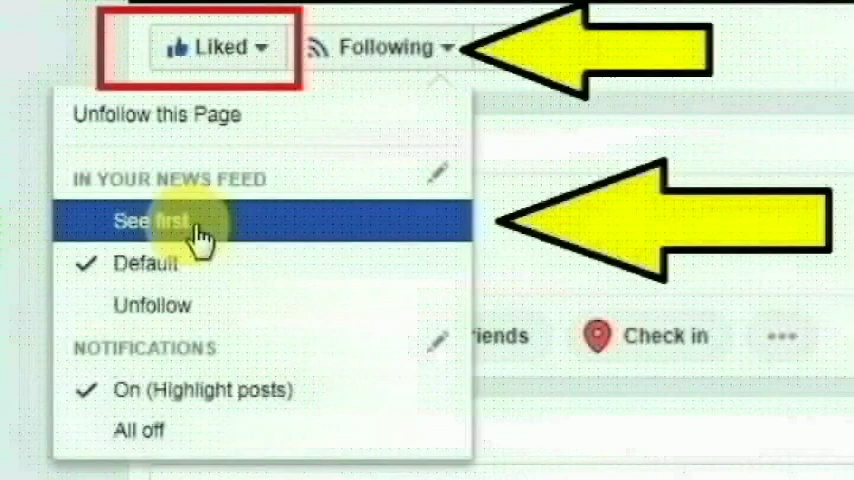 Liked Following
Unfollow this Page
IN YOUR NEWS FEED
See first
Default
Unfollow
riends Check in
NOTIFICATIONS
On (Highlight posts)
All off